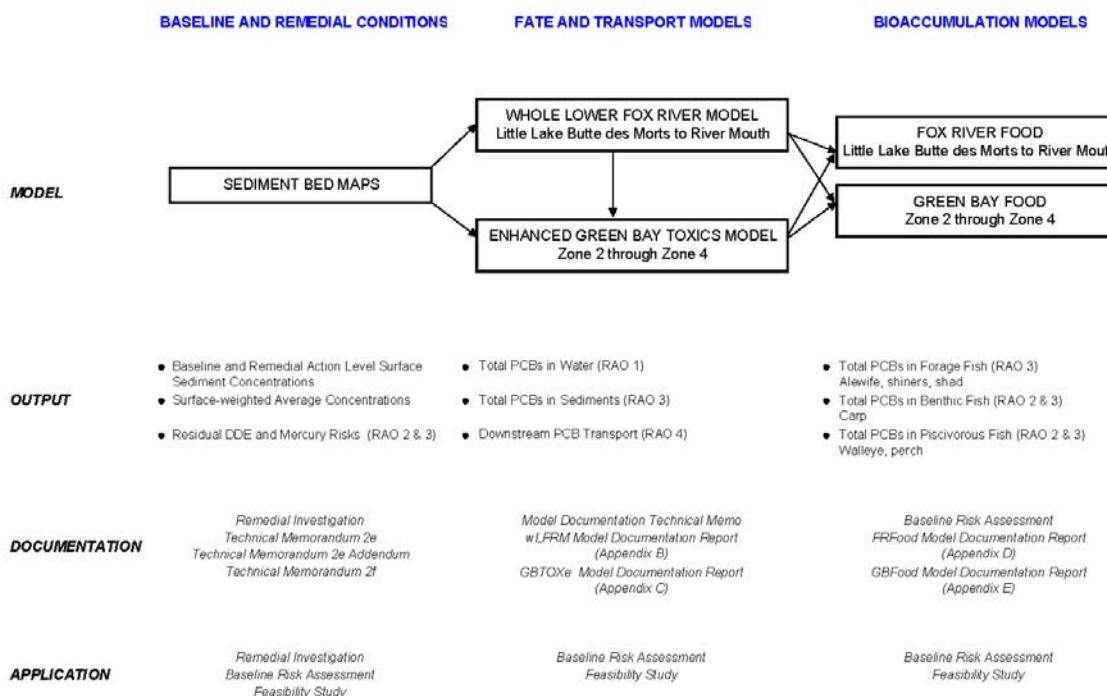 BASELINE AND REMEDIAL CONDITIONS
FATE AND TRANSPORT MODELS
BIOACCUMULATION MODELS
MODEL
SEDIMENT BED MAPS
WHOLE LOWER FOX RIVER MODEL
Little Lake Butte des Morts to River Mouth
ENHANCED GREEN BAY TOXICS MODEL
Zone 2 through Zone 4
FOX RIVER FOOD
Little Lake Butte des Morts to River Mout
GREEN BAY FOOD
Zone 2 through Zone 4
OUTPUT
• Baseline and Remedial Action Level Surface
Sediment Concentrations
• Surface-weighted Average Concentrations
• Residual DDE and Mercury Risks (RAO 2 & 3)
• Total PCBs in Water (RAO 1)
• Total PCBs in Sediments (RAO 3)
• Downstream PCB Transport (RAO 4)
• Total PCBs in Forage Fish (RAO 3)
Alewife, shiners, shad
• Total PCBs in Benthic Fish (RAO 2 & 3)
Carp
• Total PCBs in Piscivorous Fish (RAO 2 & 3)
Walleye, perch
DOCUMENTATION
Remedial Investigation
Technical Memorandum 2e
Technical Memorandum 2e Addendum
Technical Memorandum 2f
Model Documentation Technical Memo
wLFRM Model Documentation Report
(Appendix B)
GBTOXe Model Documentation Report
(Appendix C)
Baseline Risk Assessment
FRFood Model Documentation Report
(Appendix D)
GBFood Model Documentation Report
(Appendix E)
APPLICATION
Remedial Investigation
Baseline Risk Assessment
Feasibility Study
Baseline Risk Assessment
Feasibility Study
Baseline Risk Assessment
Feasibility Study